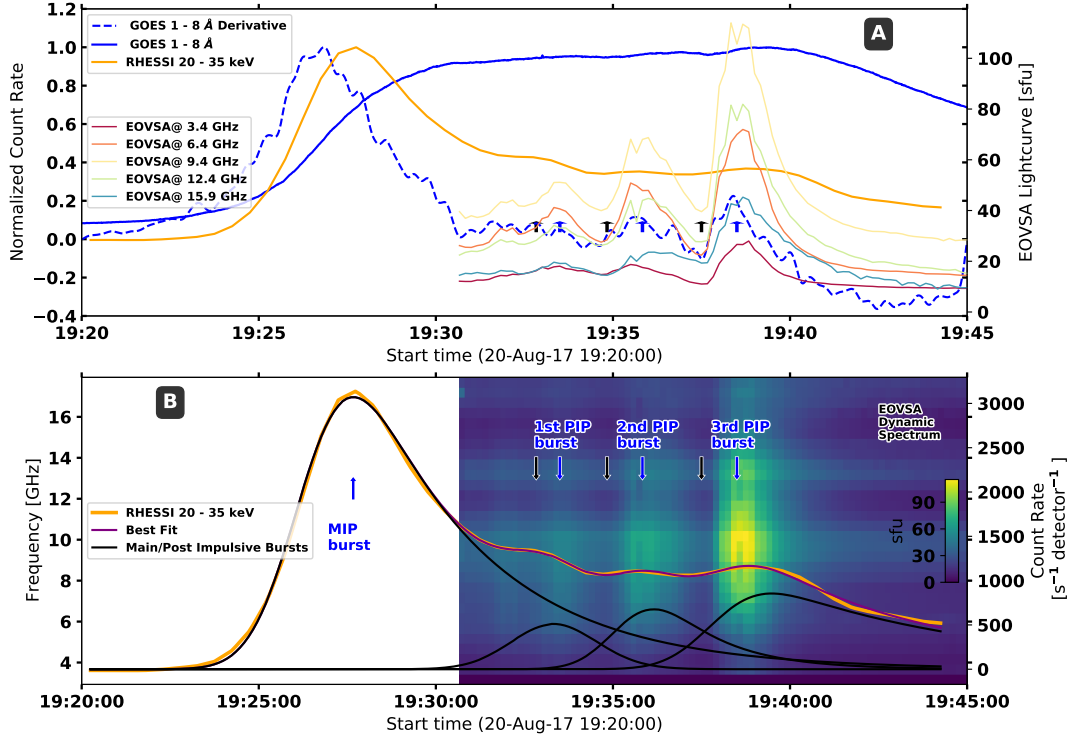 1.2
1.0
0.8
0.6
0.4
0.2
0.0
−0.2
−0.4
Normalized Count Rate
GOES 1 - 8 Å Derivative
GOES 1 - 8 Å
RHESSI 20 - 35 keV
EOVSA@ 3.4 GHz
EOVSA@ 6.4 GHz
EOVSA@ 9.4 GHz
EOVSA@ 12.4 GHz
EOVSA@ 15.9 GHz
A
100
80
60
40
20
0
EOVSA Lightcurve [sfu]
19:20
19:25
19:30
19:35
19:40
19:45
Start time (20-Aug-17 19:20:00)
B
16
14
12
10
8
6
4
Frequency [GHz]
RHESSI 20 - 35 keV
Best Fit
Main/Post Impulsive Bursts
MIP
burst
1st PIP
burst
2nd PIP
burst
3rd PIP
burst
EOVSA
Dynamic
Spectrum
90
60
30
0
sfu
3000
2500
2000
1500
1000
500
0
Count Rate
[s⁻¹ detector⁻¹]
19:20:00
19:25:00
19:30:00
19:35:00
19:40:00
19:45:00
Start time (20-Aug-17 19:20:00)